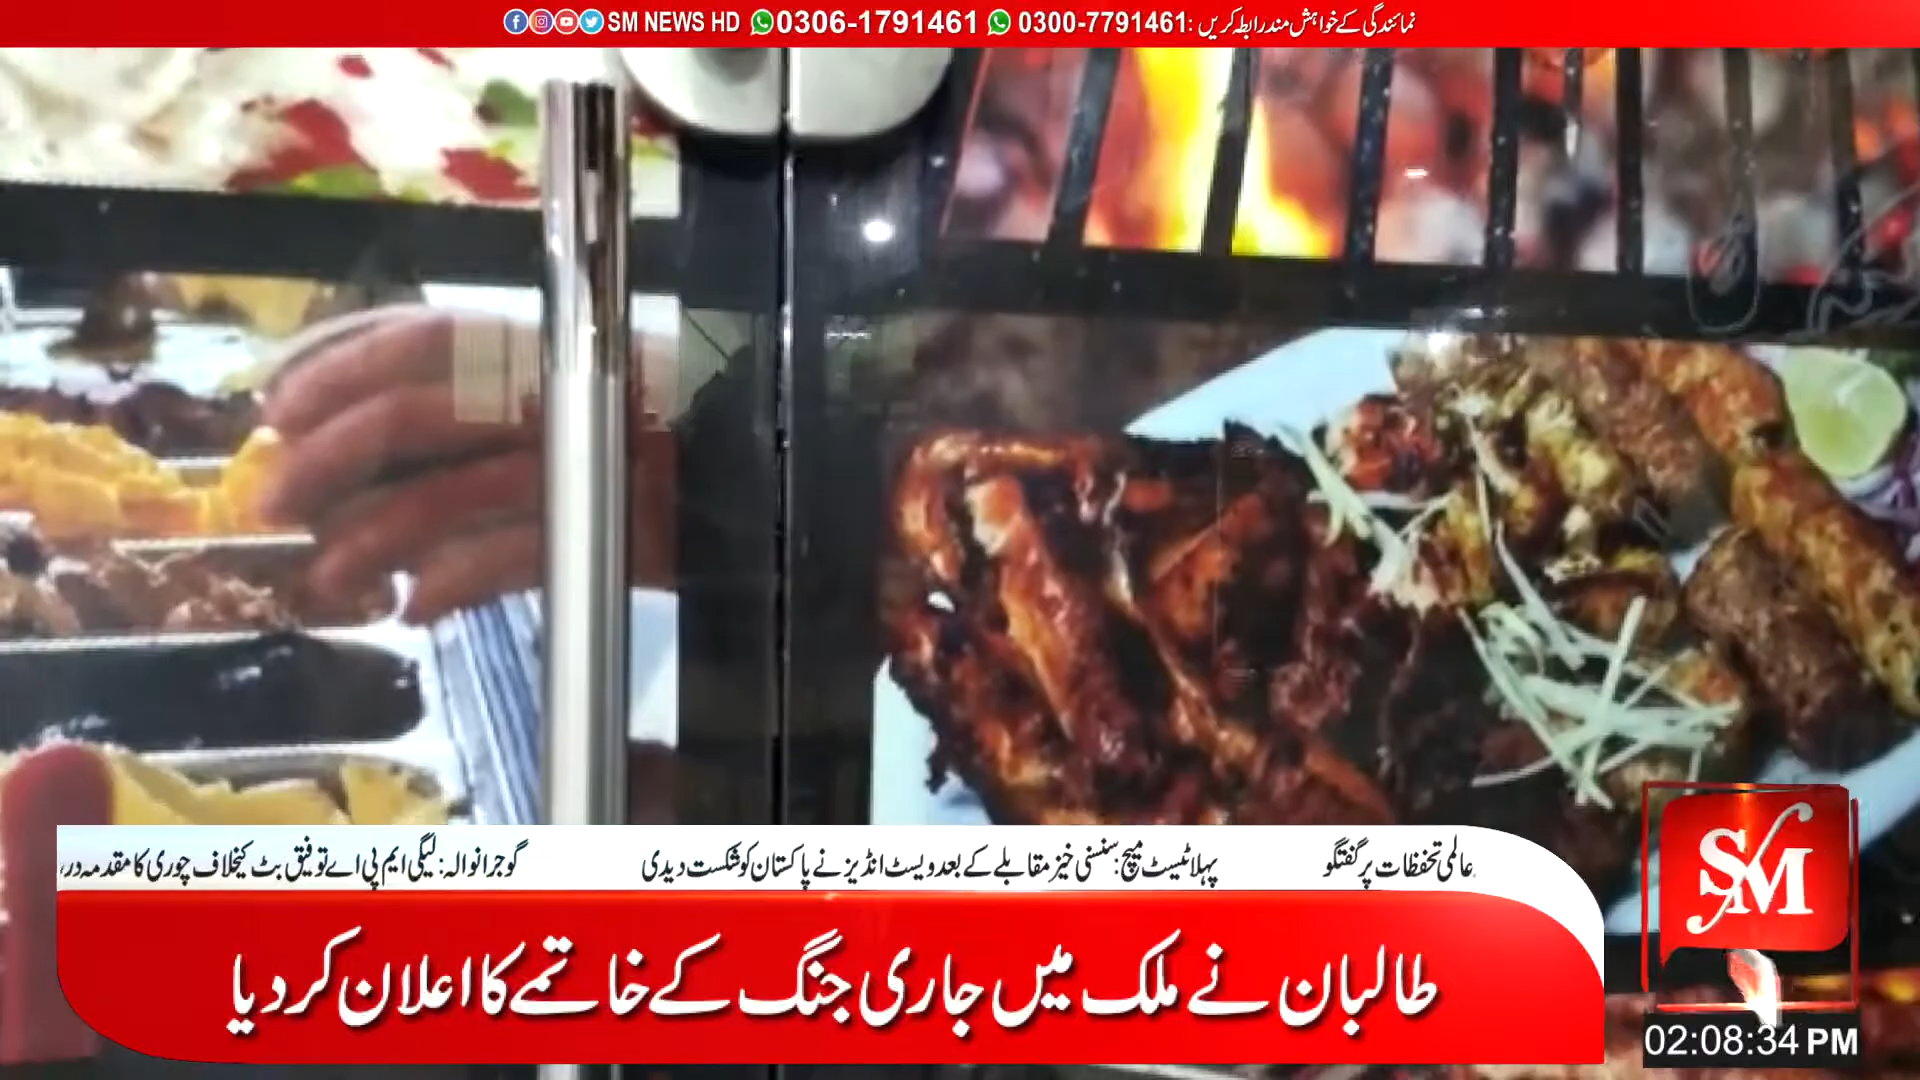 SM NEWS HD 0306-1791461 0300-7791461 :نمائندگی کے خواہش مند رابطہ کریں
عالمی تحفظات پر گفتگو
پہلا ٹیسٹ میچ: سنسنی خیز مقابلے کے بعد ویسٹ انڈیز نے پاکستان کو شکست دیدی
گوجرانوالہ: لیگی ایم پی اے توفیق بٹ کیخلاف چوری کا مقدمہ در
طالبان نے ملک میں جاری جنگ کے خاتمے کا اعلان کر دیا
SM
02:08:34 PM